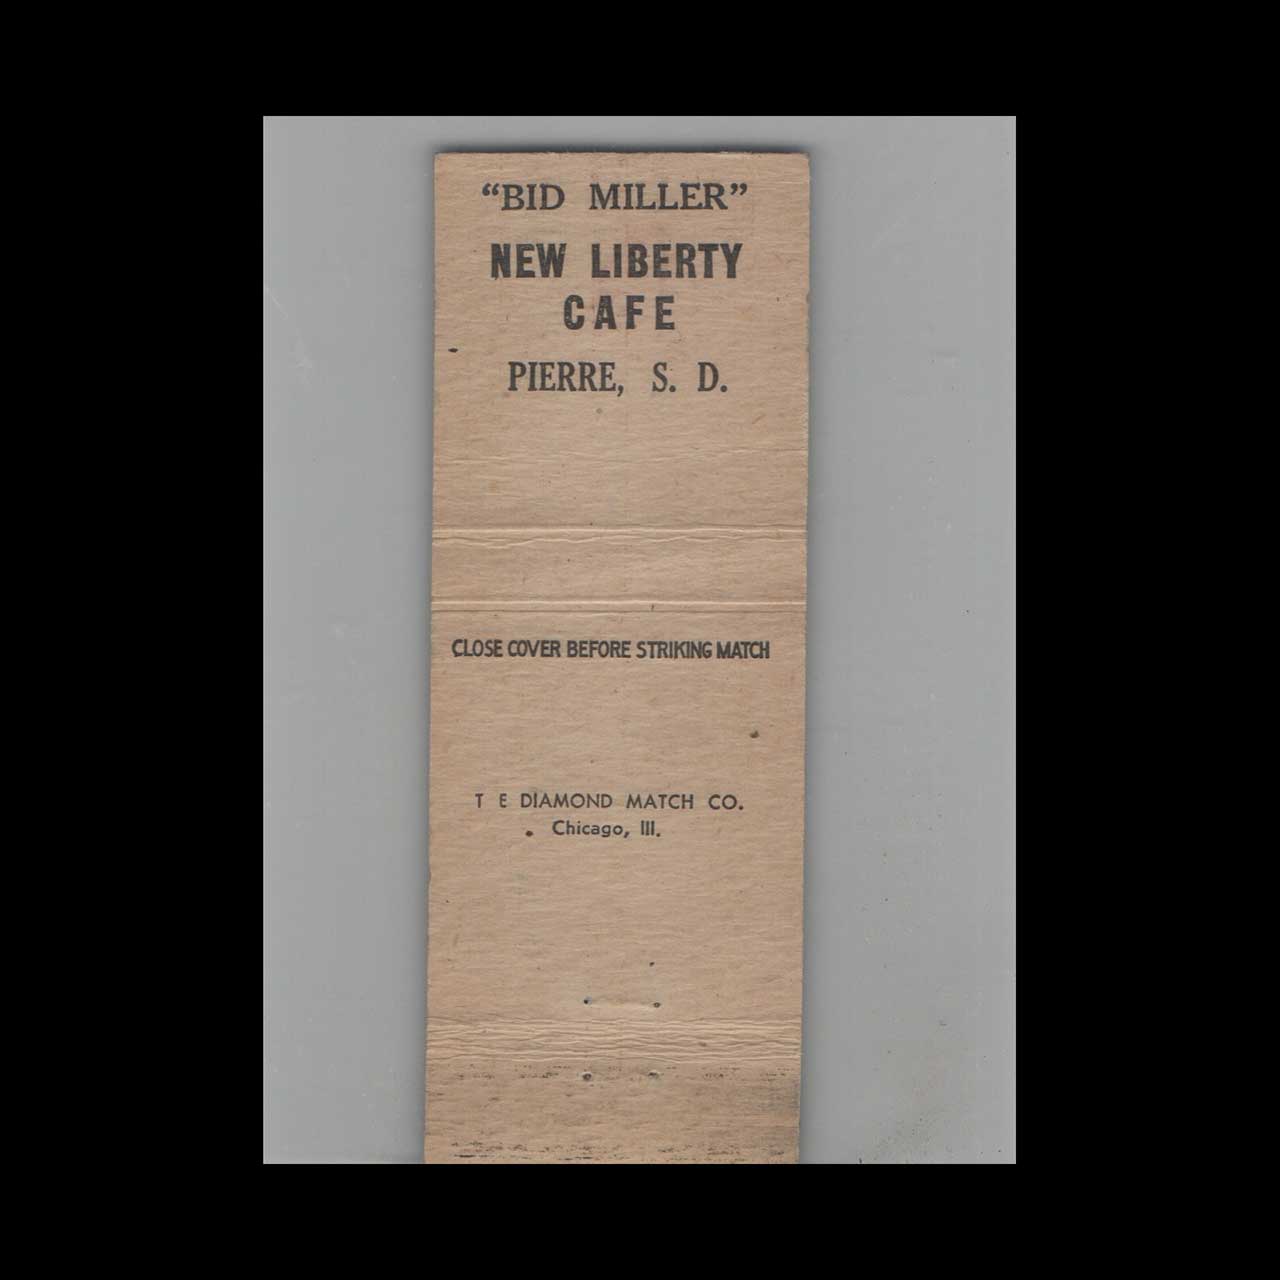 “BID MILLER”
NEW LIBERTY
CAFE
PIERRE, S. D.
CLOSE COVER BEFORE STRIKING MATCH
T E DIAMOND MATCH CO.
Chicago, Ill.